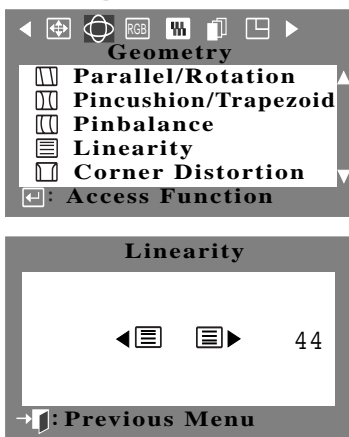 RGB
Geometry
Parallel/Rotation
Pincushion/Trapezoid
Pinbalance
Linearity
Corner Distortion
: Access Function
Linearity
44
: Previous Menu